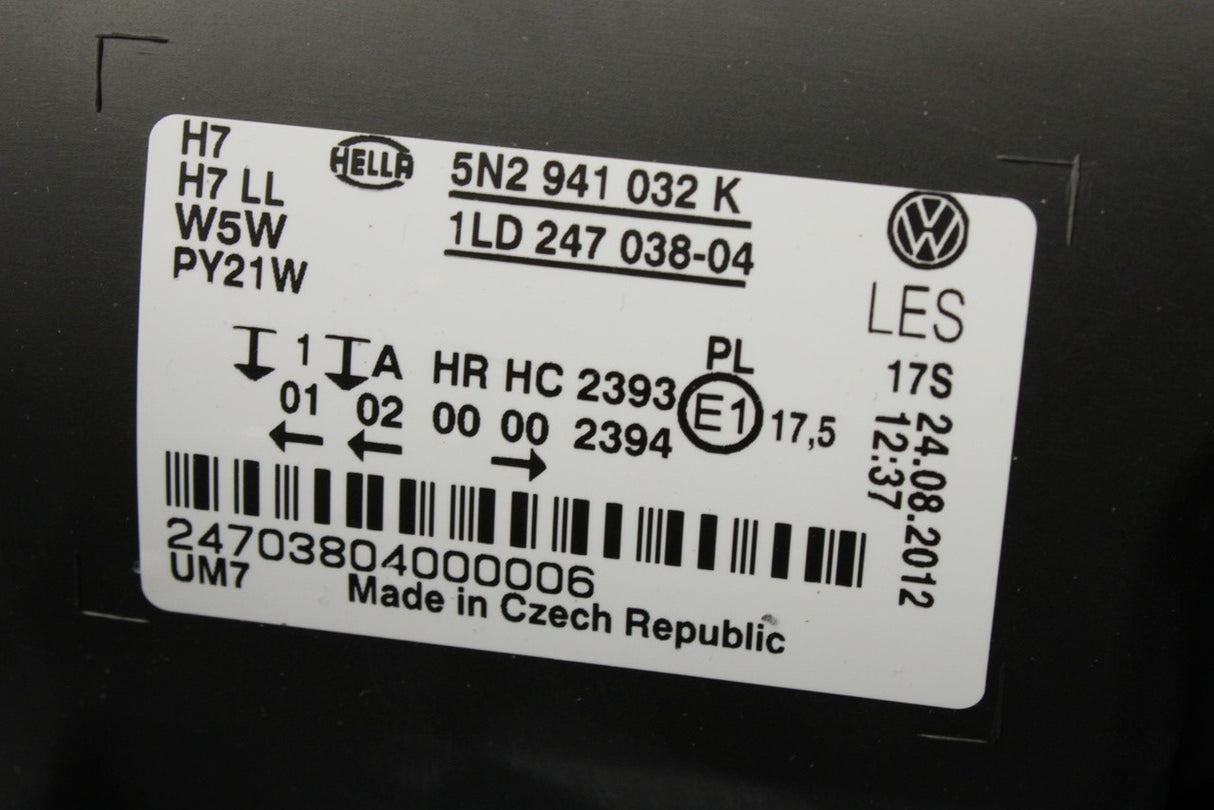 H7
H7 LL
W5W
PY21W
HELLA
5N2 941 032 K
1LD 247 038-04
VW
LES
17S
24.08.2012
12:37
1 A HR HC 2393 PL
01 02 00 00 2394 E1 17,5
← ← →
24703804000006
UM7
Made in Czech Republic